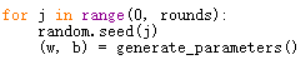 for j in range(0, rounds):
    random.seed(j)
    (w, b) = generate_parameters()